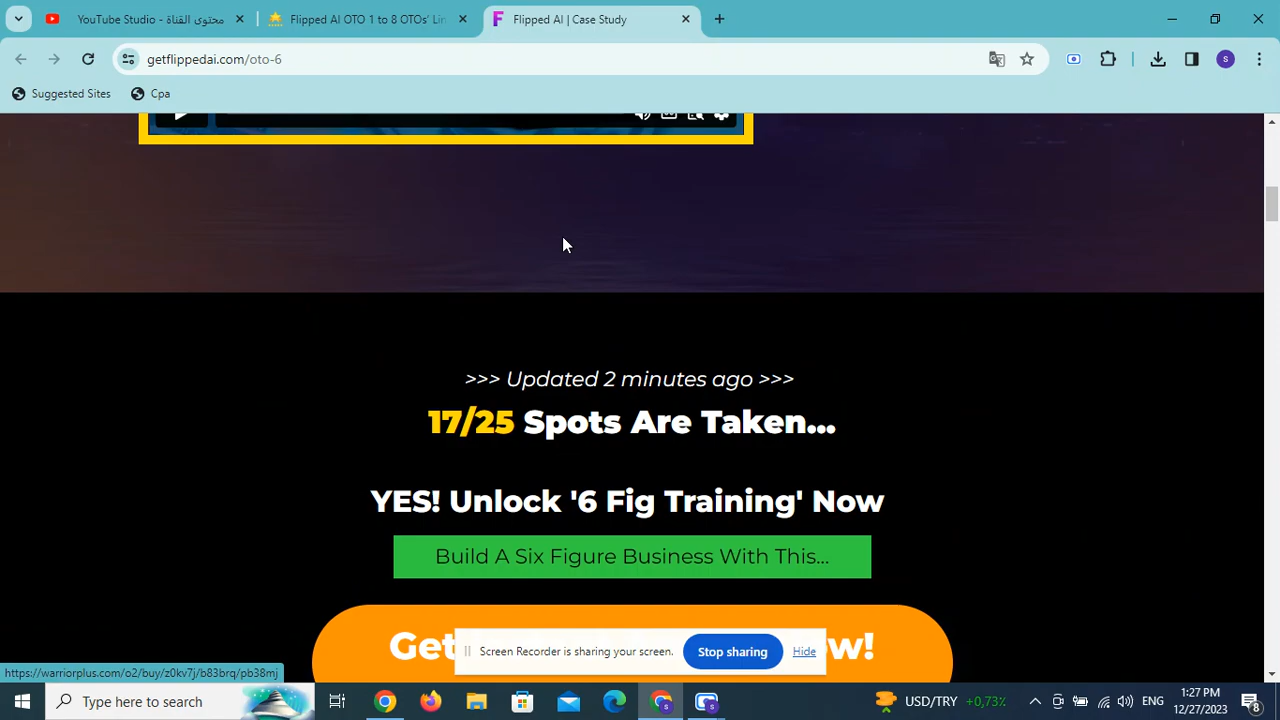 YouTube Studio - محتوى القناة
Flipped AI OTO 1 to 8 OTOs' Lin
Flipped AI | Case Study
getflippedai.com/oto-6
S
Suggested Sites
Cpa
>>> Updated 2 minutes ago >>>
17/25 Spots Are Taken...
YES! Unlock '6 Fig Training' Now
Build A Six Figure Business With This...
Get
w!
Screen Recorder is sharing your screen.
Stop sharing
Hide
https://warriorplus.com/o2/buy/z0kv7j/b83brq/pb38mj
Type here to search
USD/TRY +0,73%
ENG
1:27 PM
12/27/2023
8